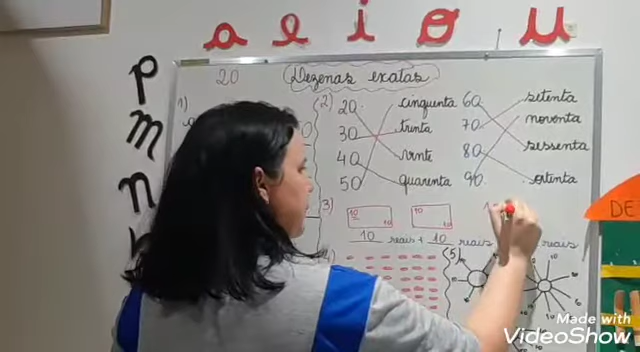 a e i o u
p
m
n
20 Dezenas exatas
1)
2) 20 cinquenta 60 setenta
30 trinta 70 noventa
40 vinte 80 sessenta
50 quarenta 90 oitenta
3) 10 10 10
10 reais + 10 reais reais
5)
Made with
VideoShow